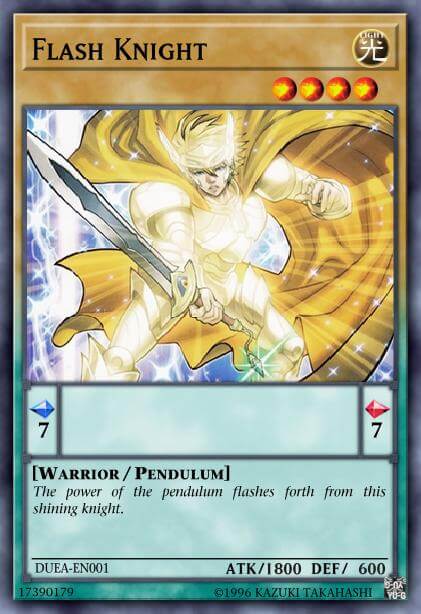 FLASH KNIGHT
LIGHT
光
7
7
[WARRIOR / PENDULUM]
The power of the pendulum flashes forth from this
shining knight.
DUEA-EN001
ATK/1800 DEF/ 600
17390179
©1996 KAZUKI TAKAHASHI